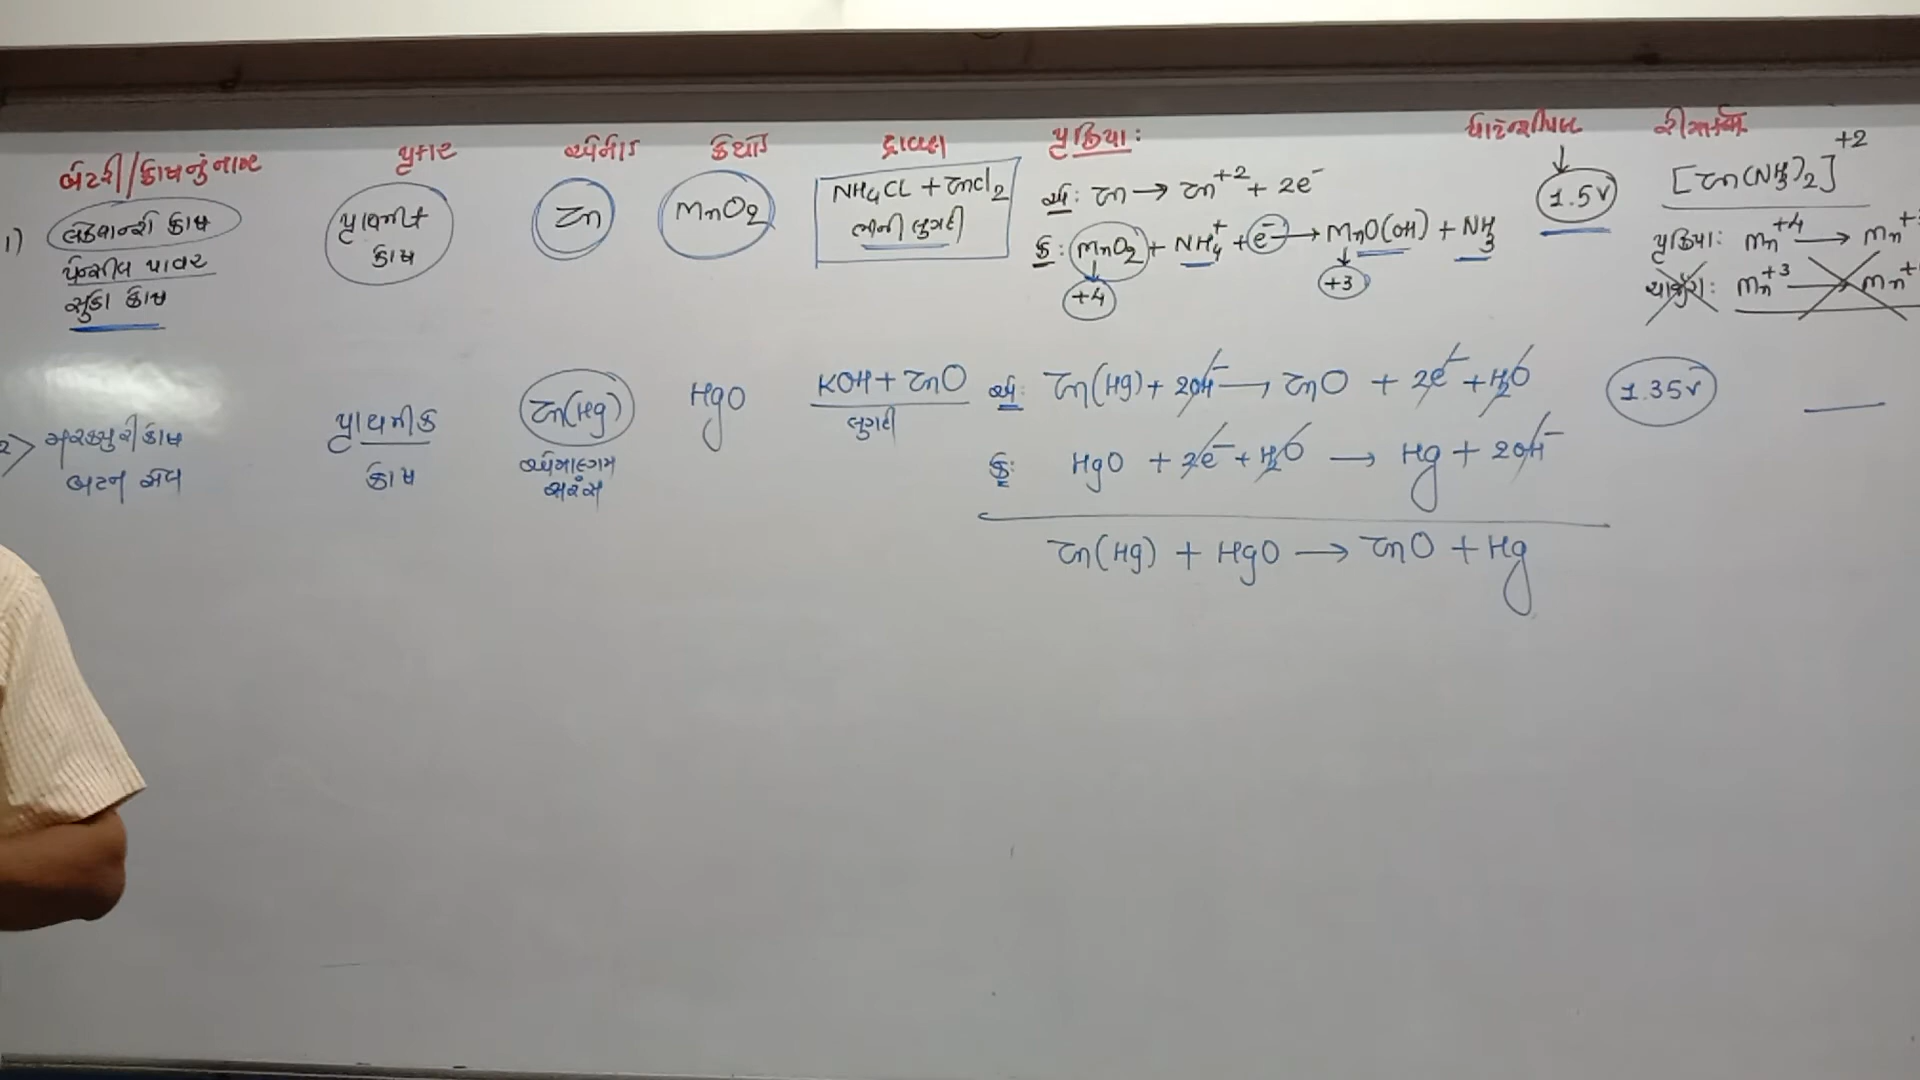 બેટરી/કોષનું નામ પ્રકાર એનોડ કેથોડ દ્રાવણ પ્રક્રિયા: પોટેન્શીયલ
1) લેકલાન્શે કોષ પ્રાથમીક કોષ Zn MnO2 NH4Cl + ZnCl2 ભીની લુગદી એ: Zn → Zn+2 + 2e- 1.5v [Zn(NH3)2]+2
પેન્સીલ પાવર
સુકો કોષ
ક: MnO2 + NH4+ + e- → MnO(OH) + NH3
+4 +3
પ્રક્રિયા: Mn+4 → Mn+3
Mn+3 → Mn+
2) મરક્યુરી કોષ પ્રાથમીક કોષ Zn(Hg) HgO KOH + ZnO લુગદી એ: Zn(Hg) + 2OH- → ZnO + 2e- + H2O 1.35v —
બટન સેલ
ક: HgO + 2e- + H2O → Hg + 2OH-
Zn(Hg) + HgO → ZnO + Hg